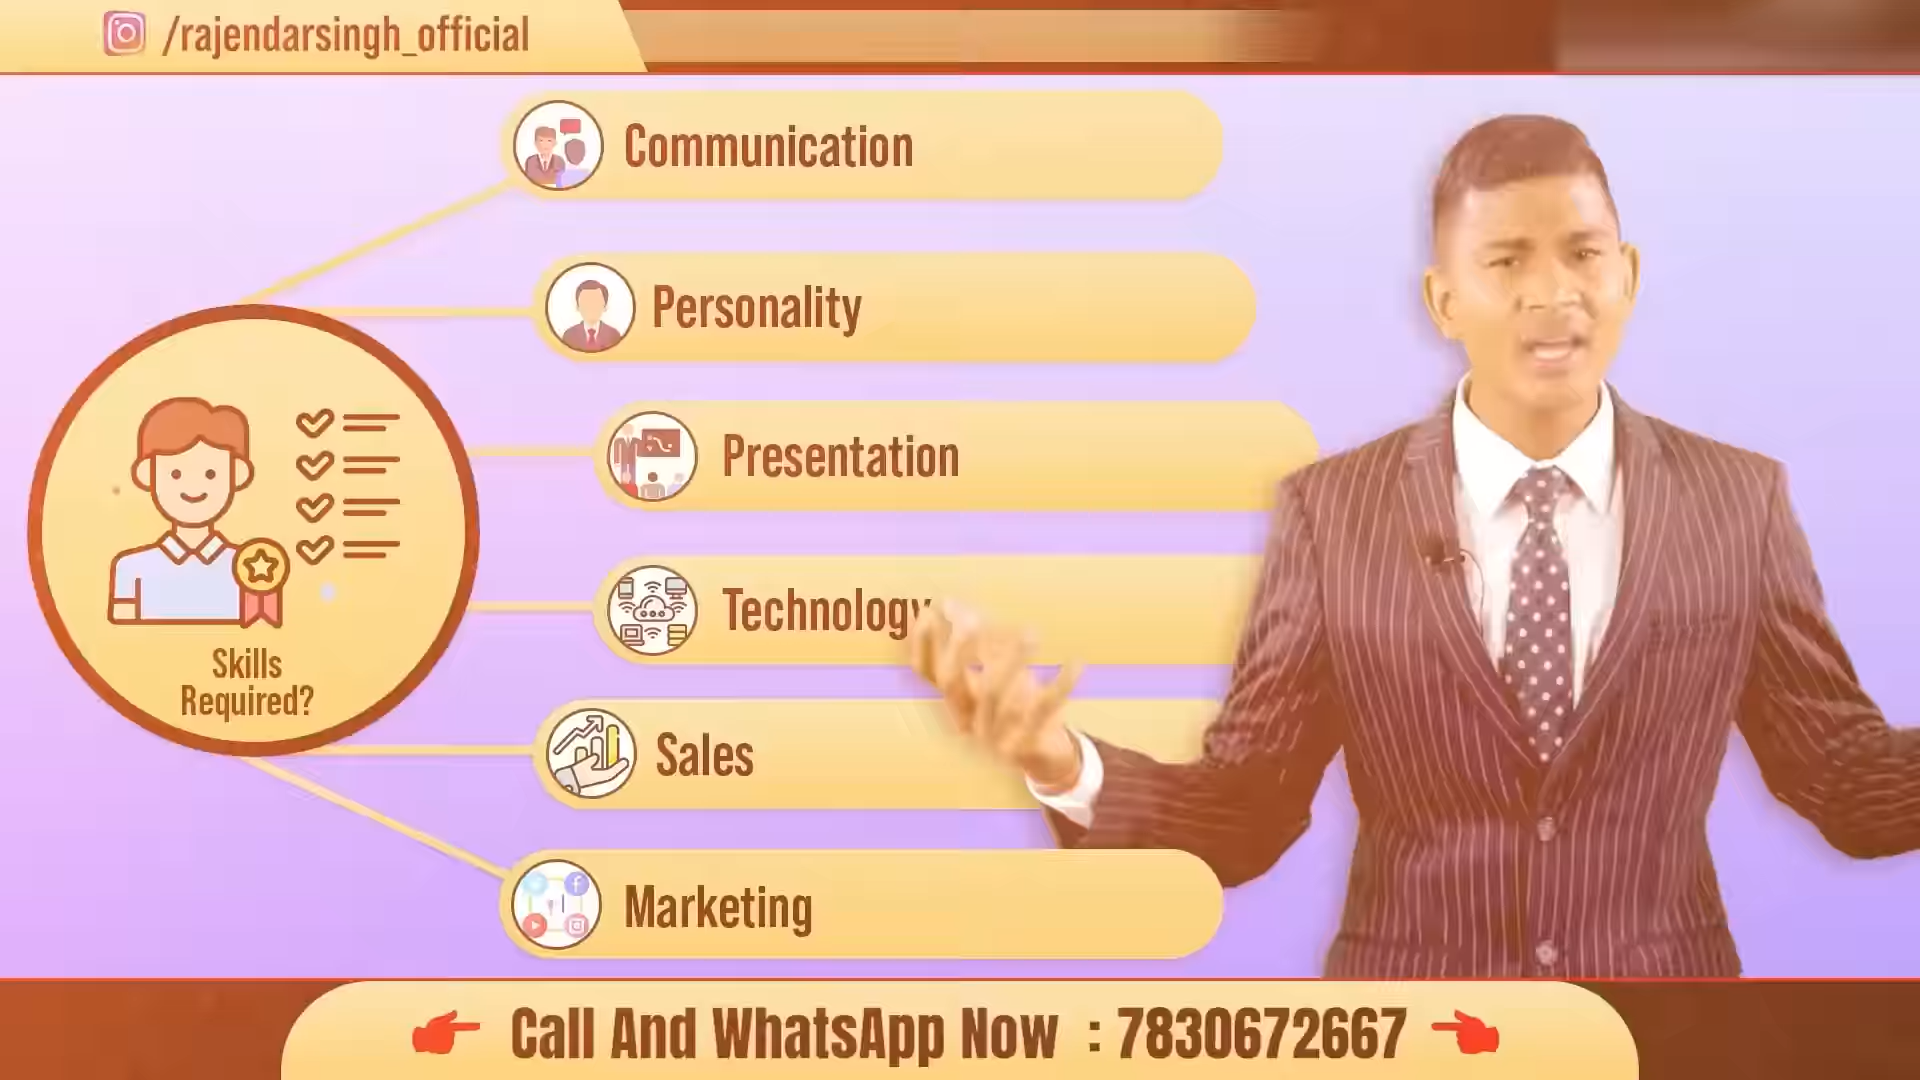 /rajendarsingh_official
Communication
Personality
Presentation
Technology
Skills
Required?
Sales
Marketing
Call And WhatsApp Now : 7830672667